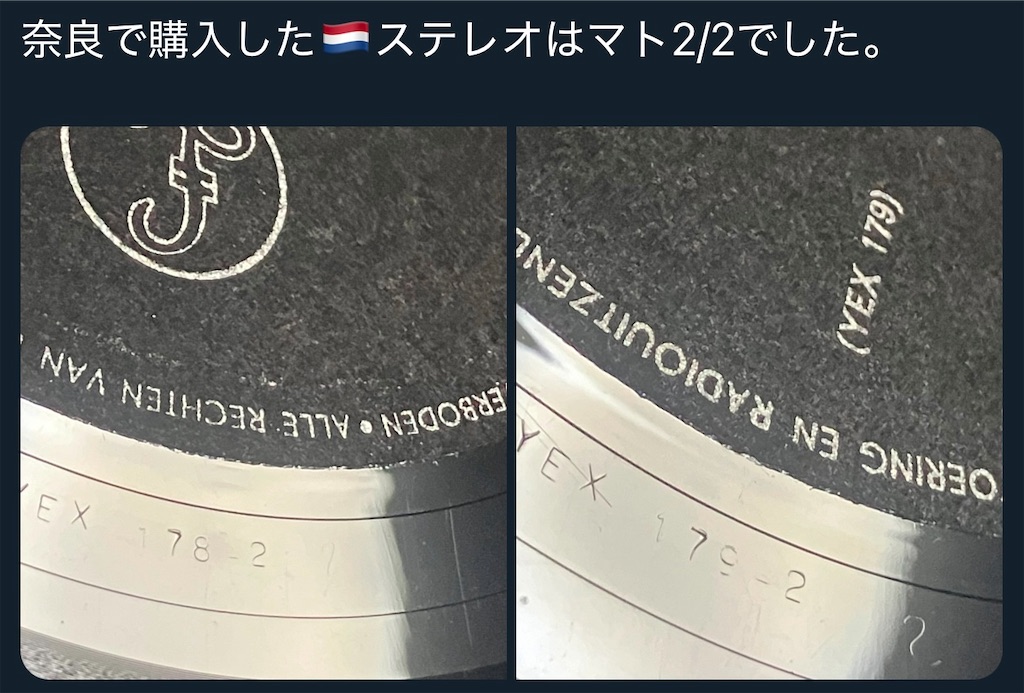 奈良で購入した🇳🇱ステレオはマト2/2でした。
ERBODEN • ALLE RECHTEN VAN
YEX 178-2
(YEX 179)
OERING EN RADIOUITZEND
YEX 179-2
2